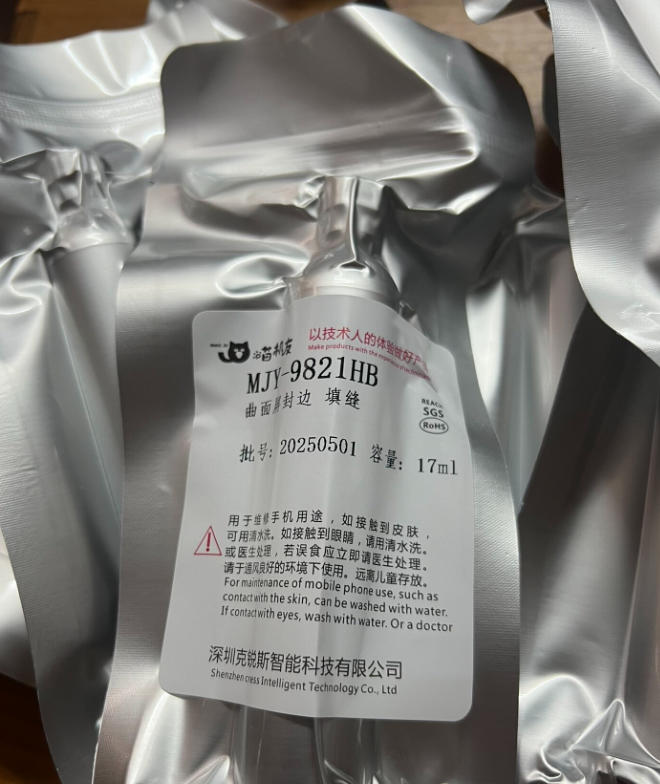 喵机友
以技术人的体验做好产
Make products with the experience of technicians
MJY-9821HB
曲面屏封边 填缝
REACH
SGS
RoHS
批号: 20250501 容量: 17ml
用于维修手机用途，如接触到皮肤，
可用清水洗。如接触到眼睛，请用清水洗。
或医生处理，若误食应立即请医生处理。
请于通风良好的环境下使用。远离儿童存放。
For maintenance of mobile phone use, such as
contact with the skin, can be washed with water.
If contact with eyes, wash with water. Or a doctor
深圳克锐斯智能科技有限公司
Shenzhen cress Intelligent Technology Co., Ltd